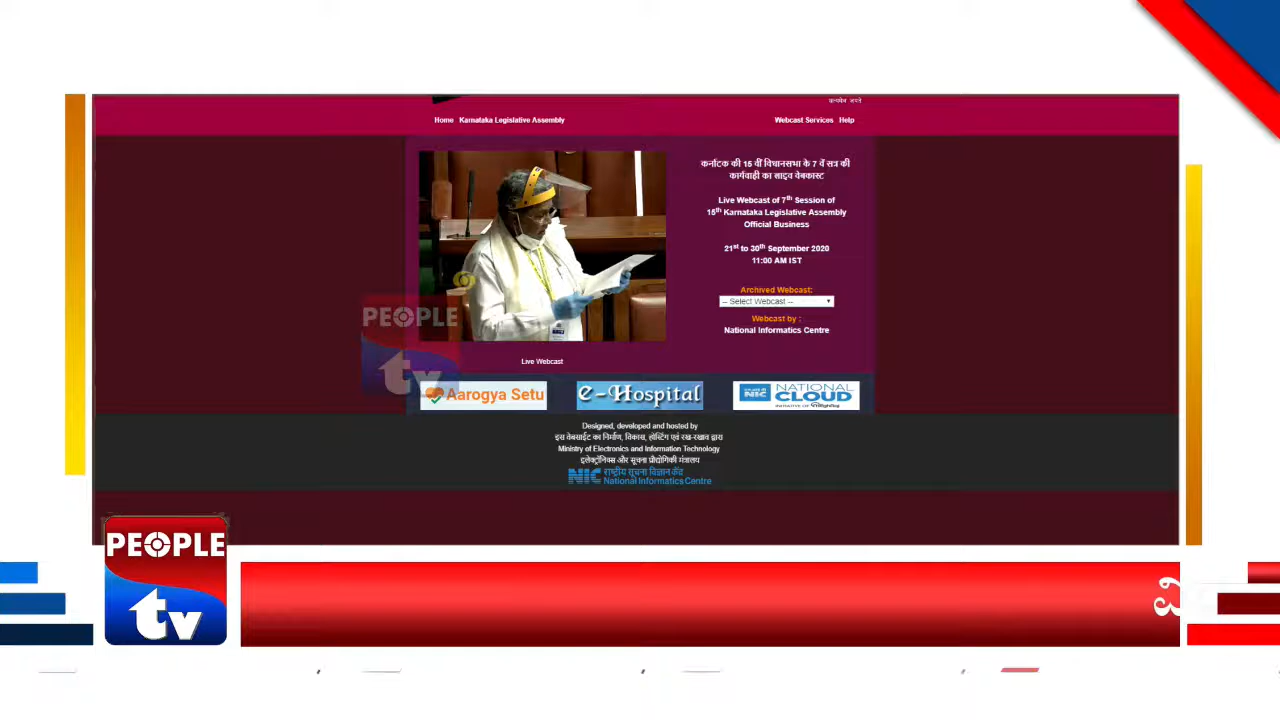 सत्यमेव जयते
Home Karnataka Legislative Assembly
Webcast Services Help
कर्नाटक की 15 वीं विधानसभा के 7 वें सत्र की
कार्यवाही का लाइव वेबकास्ट
Live Webcast of 7th Session of
15th Karnataka Legislative Assembly
Official Business
21st to 30th September 2020
11:00 AM IST
Archived Webcast:
-- Select Webcast --
Webcast by :
National Informatics Centre
Live Webcast
PEOPLE
tv
Aarogya Setu
e-Hospital
NIC
NATIONAL
CLOUD
Designed, developed and hosted by
इस वेबसाईट का निर्माण, विकास, होस्टिंग एवं रख-रखाव द्वारा
Ministry of Electronics and Information Technology
इलेक्ट्रॉनिक्स और सूचना प्रौद्योगिकी मंत्रालय
NIC राष्ट्रीय सूचना विज्ञान केंद्र
National Informatics Centre
PEOPLE
tv